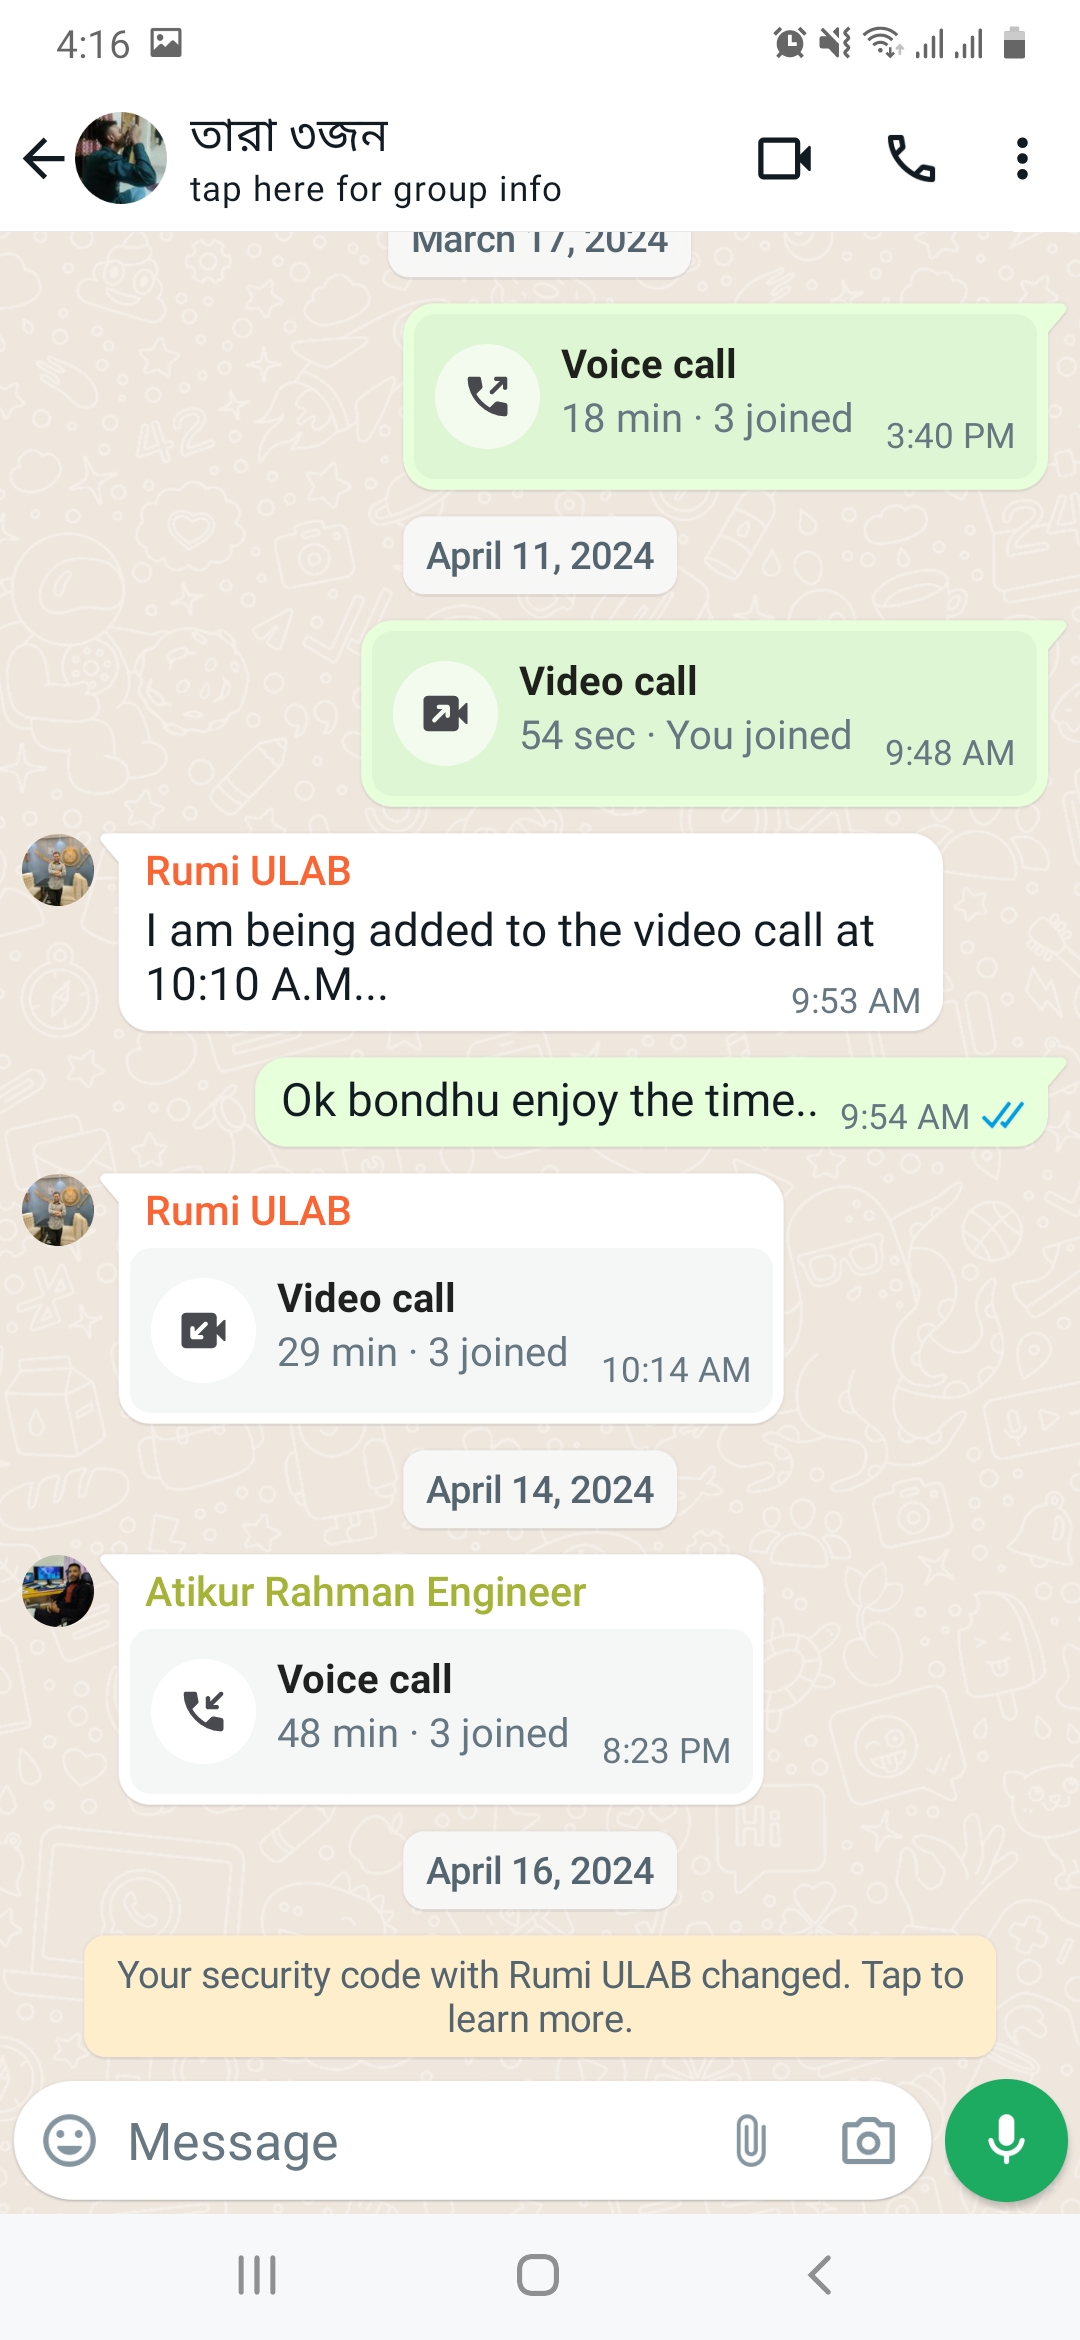 4:16
তারা ৩জন
tap here for group info
March 17, 2024
Voice call
18 min · 3 joined
3:40 PM
April 11, 2024
Video call
54 sec · You joined
9:48 AM
Rumi ULAB
I am being added to the video call at
10:10 A.M...
9:53 AM
Ok bondhu enjoy the time..
9:54 AM
Rumi ULAB
Video call
29 min · 3 joined
10:14 AM
April 14, 2024
Atikur Rahman Engineer
Voice call
48 min · 3 joined
8:23 PM
April 16, 2024
Your security code with Rumi ULAB changed. Tap to
learn more.
Message